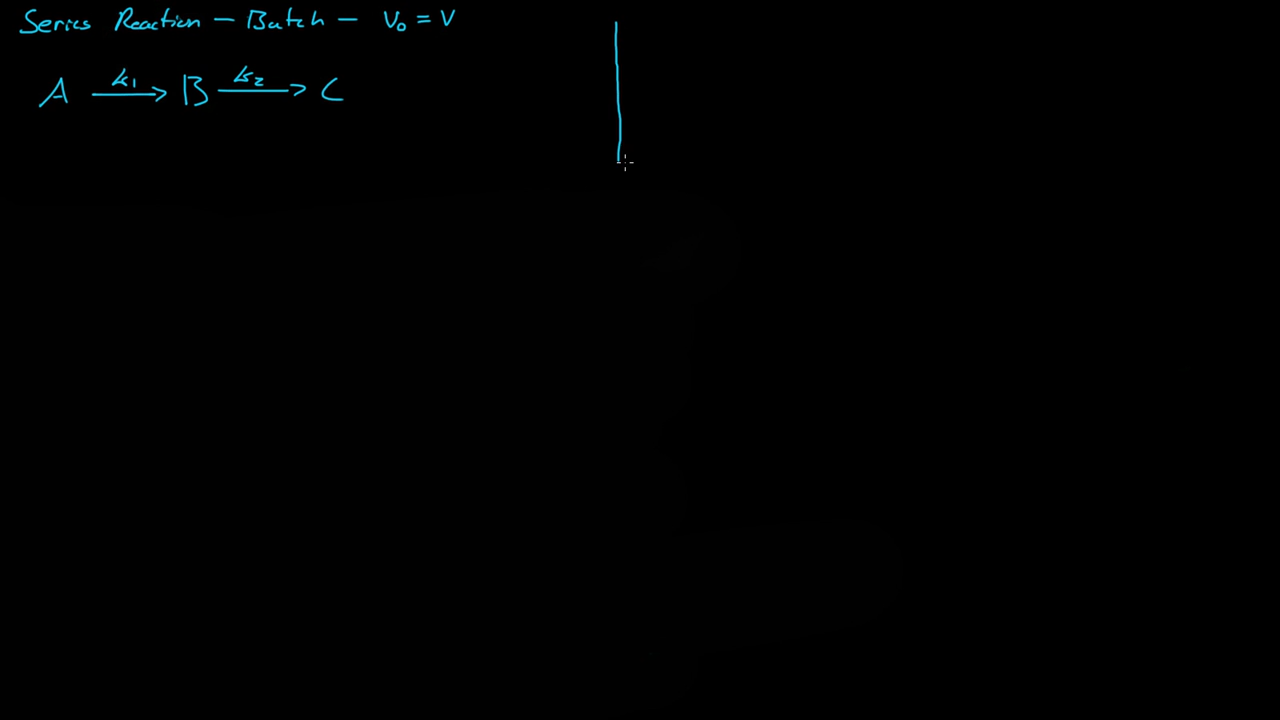 Series Reaction - Batch - V₀ = V
A —k₁→ B —k₂→ C